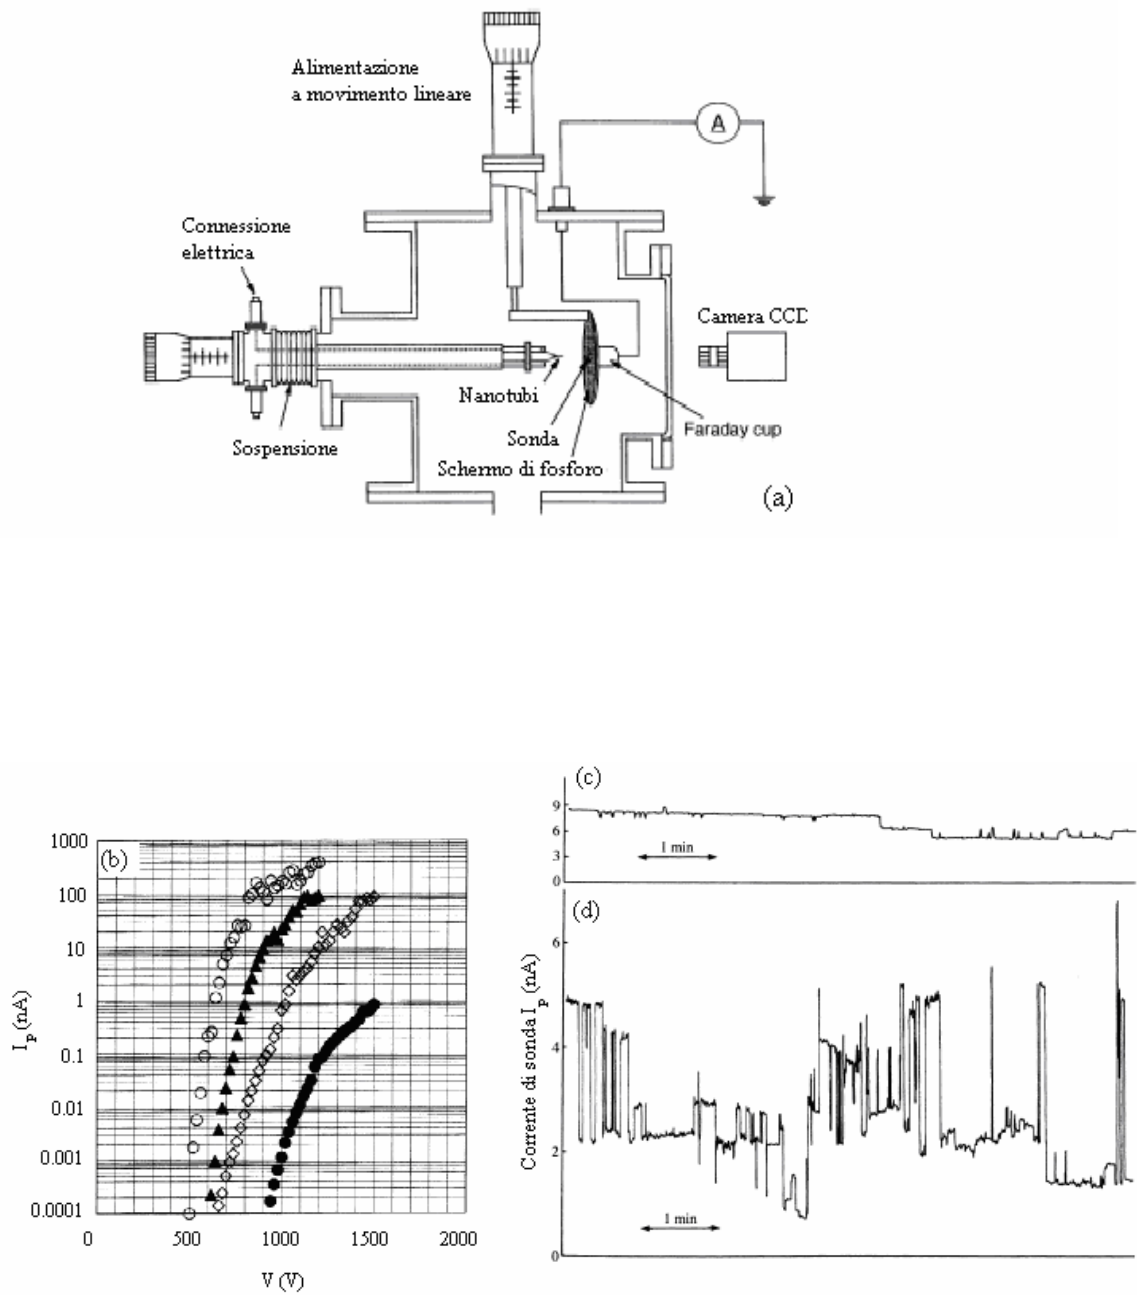 Alimentazione
a movimento lineare
A
Connessione
elettrica
Camera CCD
Nanotubi
Sonda
Faraday cup
Sospensione
Schermo di fosforo
(a)
(c)
9
6
3
0
1 min
(b)
1000
100
10
1
0.1
0.01
0.001
0.0001
I_p (nA)
0
500
1000
1500
2000
V (V)
(d)
6
4
2
0
Corrente di sonda I_p (nA)
1 min